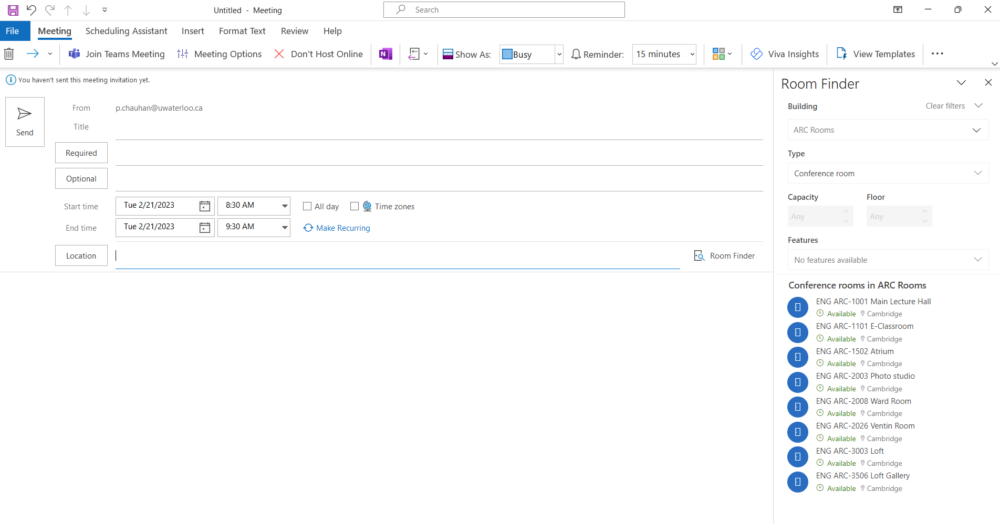 Untitled - Meeting
Search
File Meeting Scheduling Assistant Insert Format Text Review Help
Join Teams Meeting Meeting Options Don't Host Online N Show As: Busy Reminder: 15 minutes Viva Insights View Templates
You haven't sent this meeting invitation yet.
Send
From p.chauhan@uwaterloo.ca
Title
Required
Optional
Start time Tue 2/21/2023 8:30 AM All day Time zones
End time Tue 2/21/2023 9:30 AM Make Recurring
Location Room Finder
Room Finder
Building Clear filters
ARC Rooms
Type
Conference room
Capacity Floor
Any Any
Features
No features available
Conference rooms in ARC Rooms
ENG ARC-1001 Main Lecture Hall
Available Cambridge
ENG ARC-1101 E-Classroom
Available Cambridge
ENG ARC-1502 Atrium
Available Cambridge
ENG ARC-2003 Photo studio
Available Cambridge
ENG ARC-2008 Ward Room
Available Cambridge
ENG ARC-2026 Ventin Room
Available Cambridge
ENG ARC-3003 Loft
Available Cambridge
ENG ARC-3506 Loft Gallery
Available Cambridge